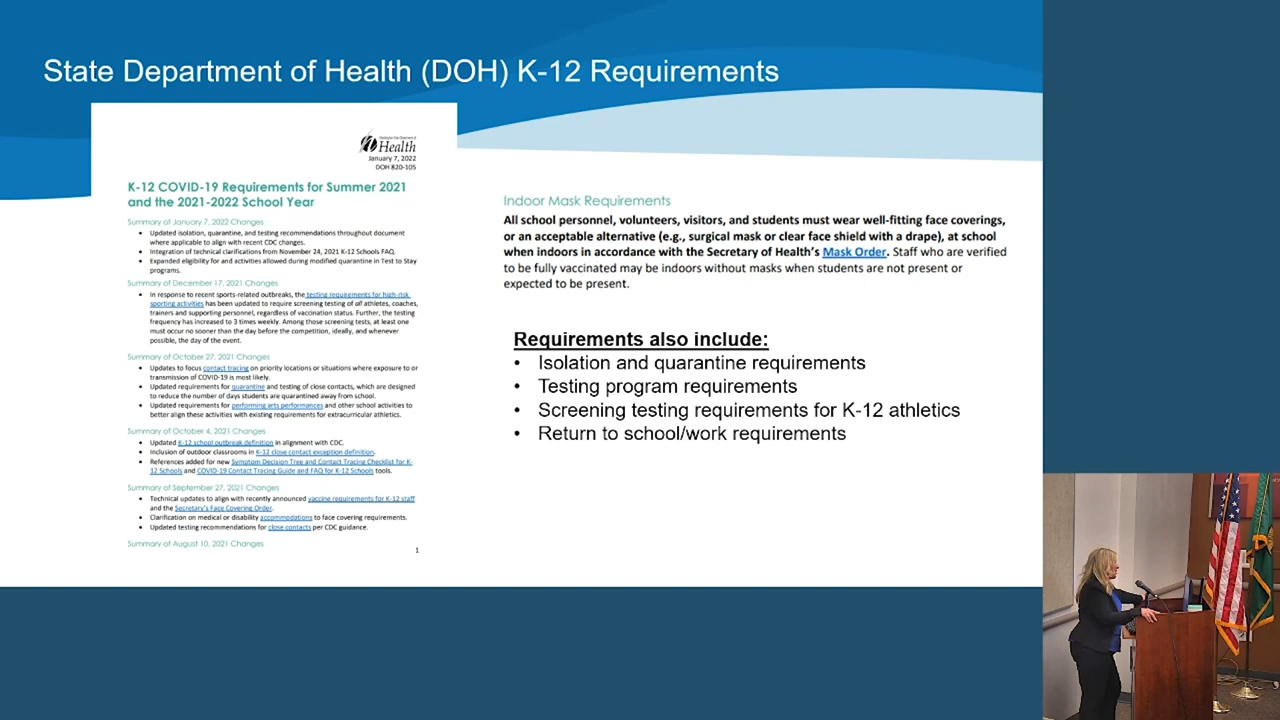 State Department of Health (DOH) K-12 Requirements
Health
January 7, 2022
DOH 820-105
K-12 COVID-19 Requirements for Summer 2021
and the 2021-2022 School Year
Summary of January 7, 2022 Changes
• Updated isolation, quarantine, and testing recommendations throughout document
where applicable to align with recent CDC changes.
• Integration of technical clarifications from November 24, 2021 K-12 Schools FAQ.
• Expanded eligibility for and activities allowed during modified quarantine in Test to Stay
programs.
Summary of December 17, 2021 Changes
• In response to recent sports-related outbreaks, the testing requirements for high-risk
sporting activities has been updated to require screening testing of all athletes, coaches,
trainers and supporting personnel, regardless of vaccination status. Further, the testing
frequency has increased to 3 times weekly. Among those screening tests, at least one
must occur no sooner than the day before the competition, ideally, and whenever
possible, the day of the event.
Summary of October 27, 2021 Changes
• Updates to focus contact tracing on priority locations or situations where exposure to or
transmission of COVID-19 is most likely.
• Updated requirements for quarantine and testing of close contacts, which are designed
to reduce the number of days students are quarantined away from school.
• Updated requirements for performing arts performances and other school activities to
better align these activities with existing requirements for extracurricular athletics.
Summary of October 4, 2021 Changes
• Updated K-12 school outbreak definition in alignment with CDC.
• Inclusion of outdoor classrooms in K-12 close contact exception definition.
• References added for new Symptom Decision Tree and Contact Tracing Checklist for K-
12 Schools and COVID-19 Contact Tracing Guide and FAQ for K-12 Schools tools.
Summary of September 27, 2021 Changes
• Technical updates to align with recently announced vaccine requirements for K-12 staff
and the Secretary's Face Covering Order.
• Clarification on medical or disability accommodations to face covering requirements.
• Updated testing recommendations for close contacts per CDC guidance.
Summary of August 10, 2021 Changes
1
Indoor Mask Requirements
All school personnel, volunteers, visitors, and students must wear well-fitting face coverings,
or an acceptable alternative (e.g., surgical mask or clear face shield with a drape), at school
when indoors in accordance with the Secretary of Health's Mask Order. Staff who are verified
to be fully vaccinated may be indoors without masks when students are not present or
expected to be present.
Requirements also include:
• Isolation and quarantine requirements
• Testing program requirements
• Screening testing requirements for K-12 athletics
• Return to school/work requirements